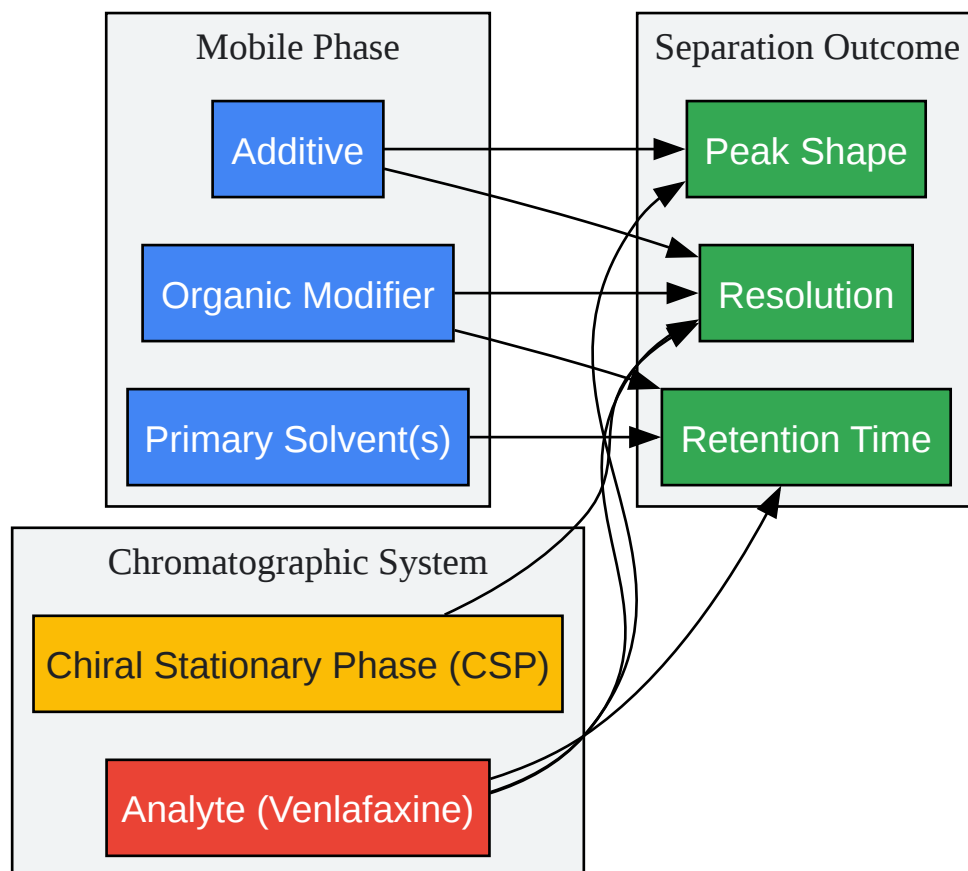 Mobile Phase
Additive
Organic Modifier
Primary Solvent(s)
Separation Outcome
Peak Shape
Resolution
Retention Time
Chromatographic System
Chiral Stationary Phase (CSP)
Analyte (Venlafaxine)